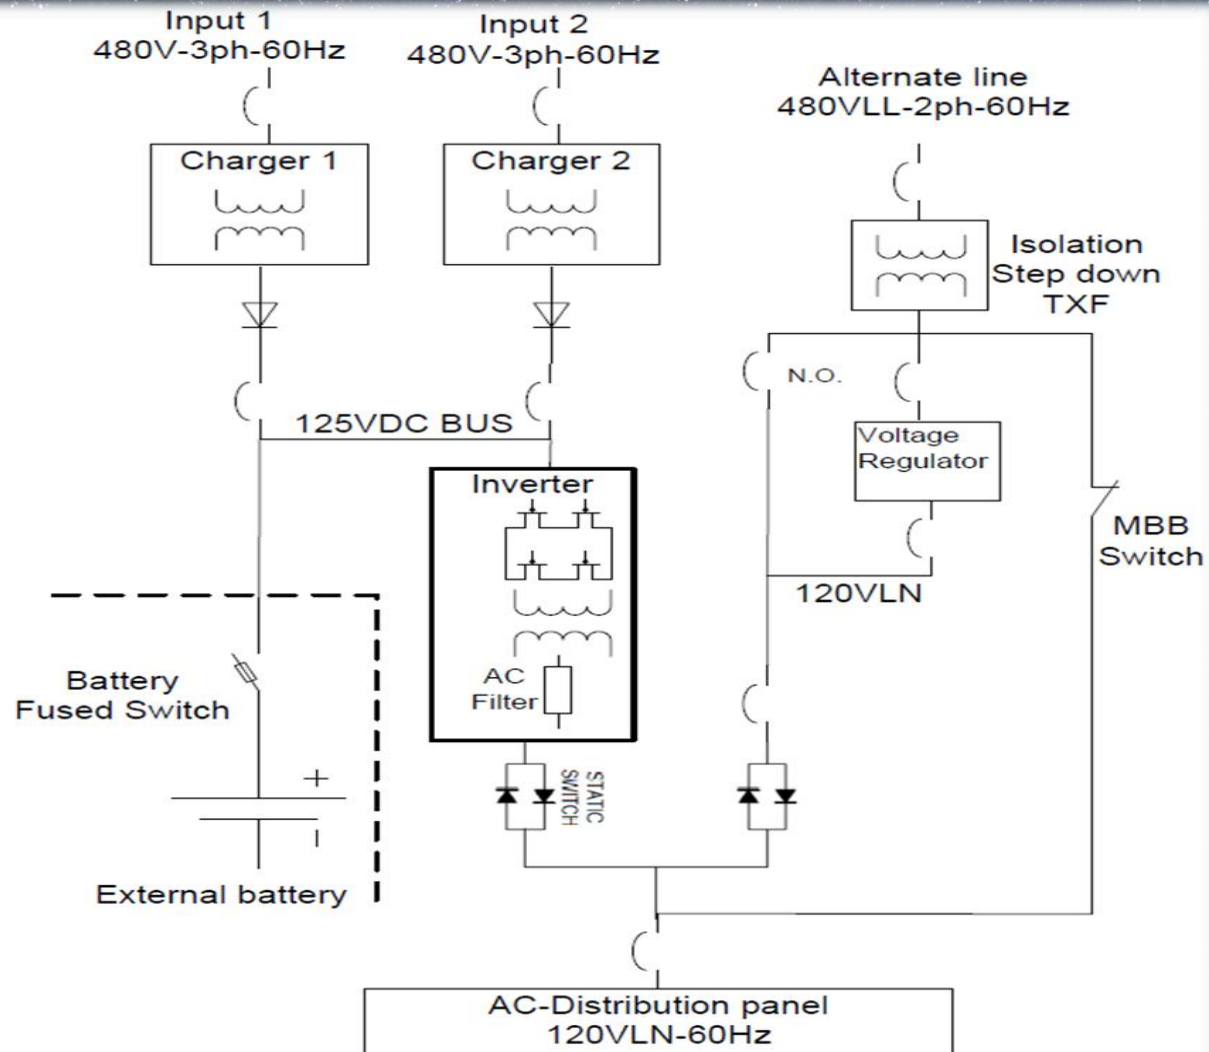 Input 1
480V-3ph-60Hz
Input 2
480V-3ph-60Hz
Alternate line
480VLL-2ph-60Hz
Charger 1
Charger 2
Isolation
Step down
TXF
N.O.
125VDC BUS
Voltage
Regulator
Inverter
MBB
Switch
120VLN
AC
Filter
Battery
Fused Switch
STATIC
SWITCH
+
–
External battery
AC-Distribution panel
120VLN-60Hz